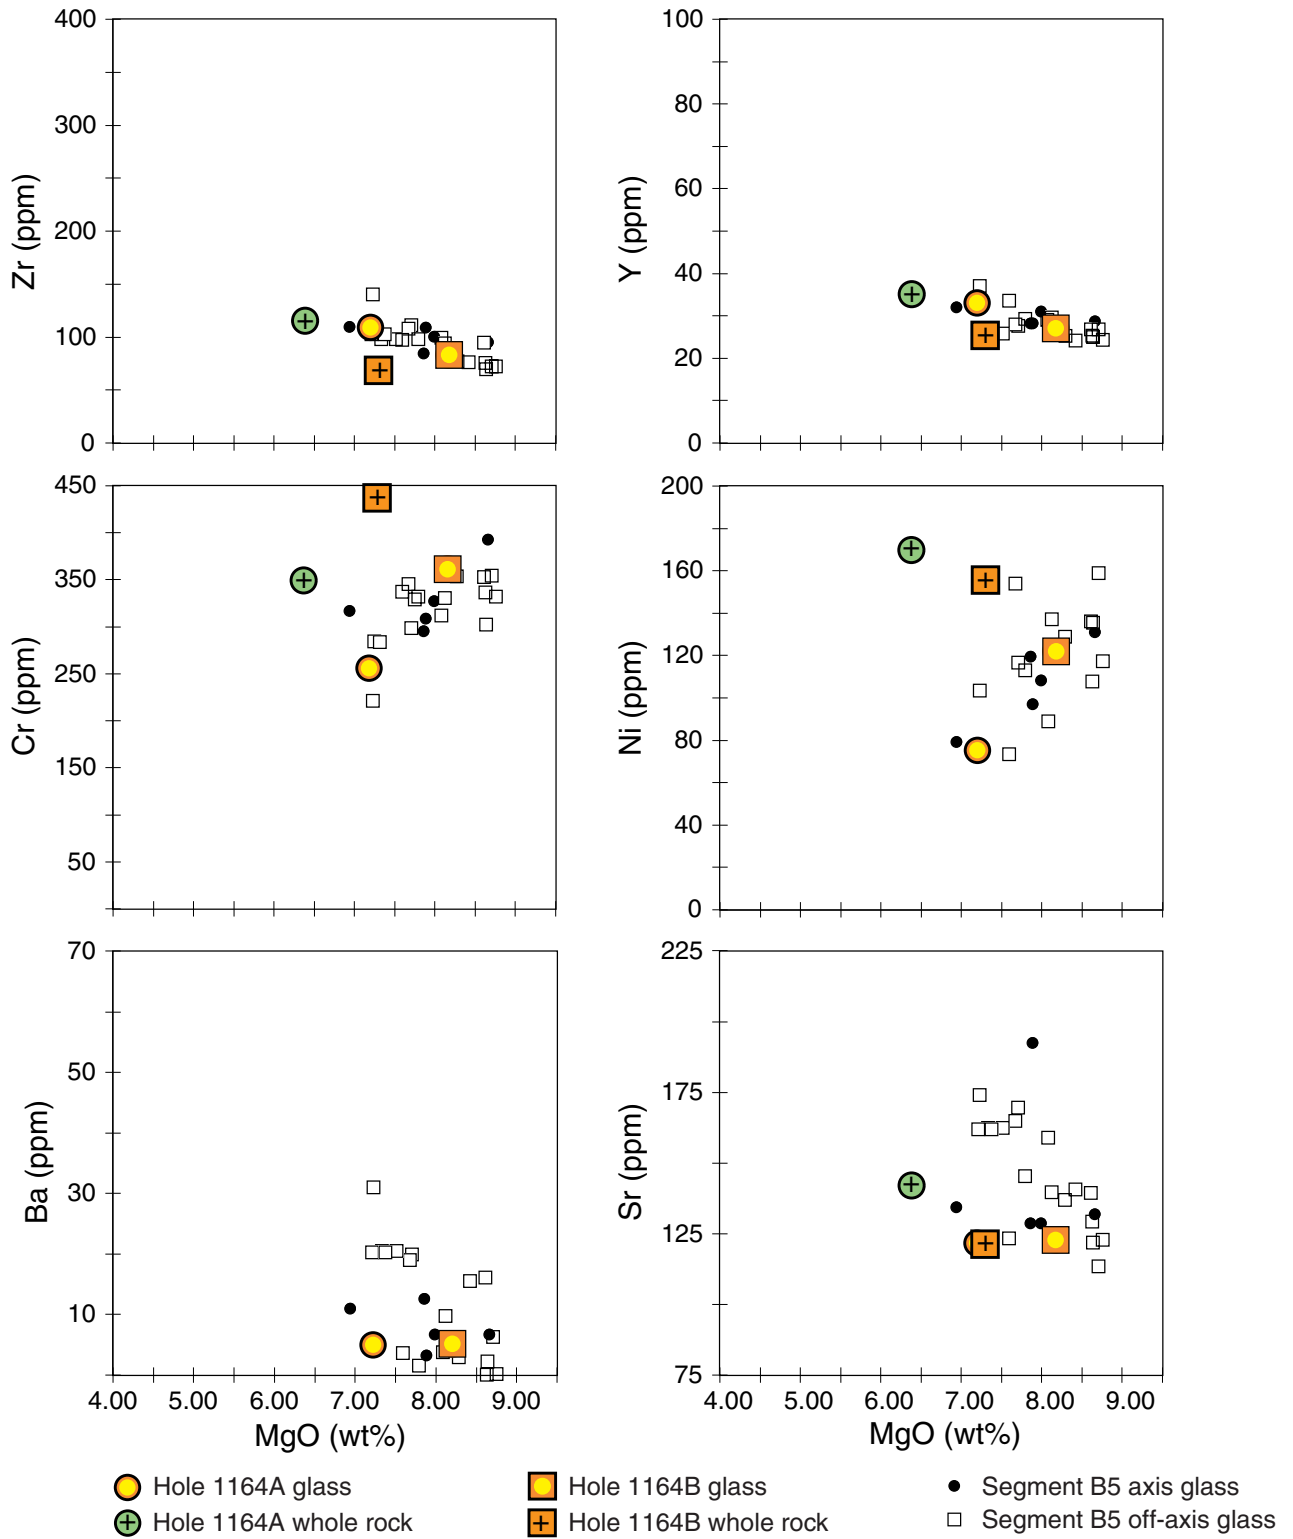 400
300
200
100
0
Zr (ppm)
100
80
60
40
20
0
Y (ppm)
450
350
250
150
50
Cr (ppm)
200
160
120
80
40
0
Ni (ppm)
70
50
30
10
Ba (ppm)
4.00 5.00 6.00 7.00 8.00 9.00
MgO (wt%)
225
175
125
75
Sr (ppm)
4.00 5.00 6.00 7.00 8.00 9.00
MgO (wt%)
Hole 1164A glass
Hole 1164B glass
Segment B5 axis glass
Hole 1164A whole rock
Hole 1164B whole rock
Segment B5 off-axis glass